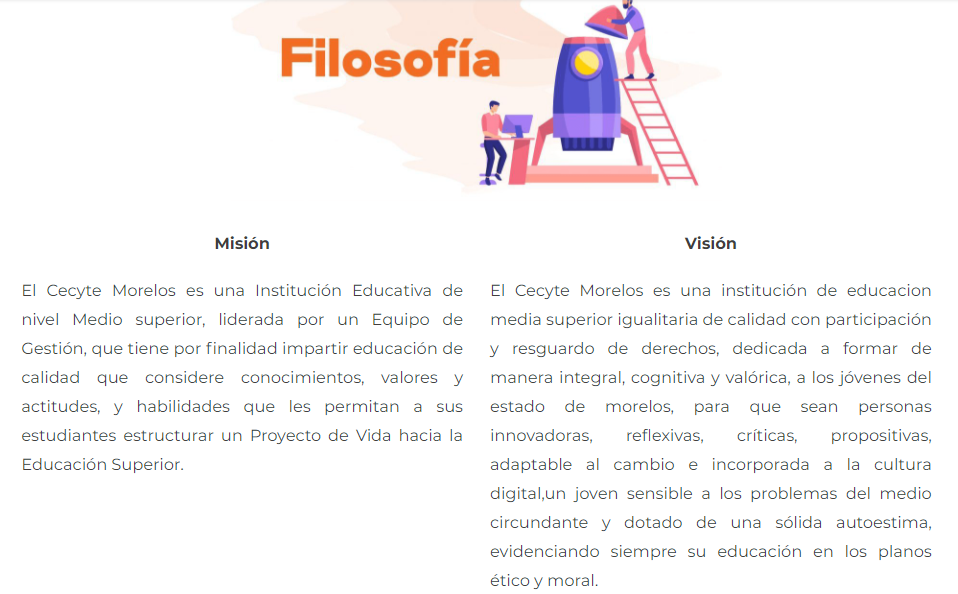 Filosofía
Misión
El Cecyte Morelos es una Institución Educativa de
nivel Medio superior, liderada por un Equipo de
Gestión, que tiene por finalidad impartir educación de
calidad que considere conocimientos, valores y
actitudes, y habilidades que les permitan a sus
estudiantes estructurar un Proyecto de Vida hacia la
Educación Superior.
Visión
El Cecyte Morelos es una institución de educacion
media superior igualitaria de calidad con participación
y resguardo de derechos, dedicada a formar de
manera integral, cognitiva y valórica, a los jóvenes del
estado de morelos, para que sean personas
innovadoras, reflexivas, críticas, propositivas,
adaptable al cambio e incorporada a la cultura
digital,un joven sensible a los problemas del medio
circundante y dotado de una sólida autoestima,
evidenciando siempre su educación en los planos
ético y moral.